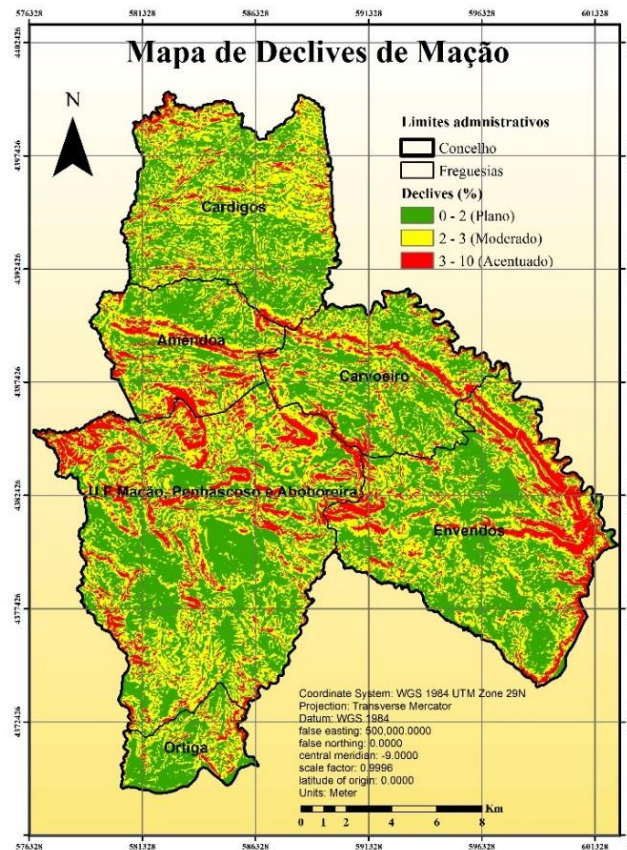 576328 581328 586328 591328 596328 601328
Mapa de Declives de Mação
N
Limites admnistrativos
Concelho
Freguesias
Declives (%)
0 - 2 (Plano)
2 - 3 (Moderado)
3 - 10 (Acentuado)
4402426
4397426
4392426
4387426
4382426
4377426
4372426
Cardigos
Amêndoa
Carvoeiro
U F Mação, Penhascoso e Aboboreira
Envendos
Ortiga
Coordinate System: WGS 1984 UTM Zone 29N
Projection: Transverse Mercator
Datum: WGS 1984
false easting: 500,000.0000
false northing: 0.0000
central meridian: -9.0000
scale factor: 0.9996
latitude of origin: 0.0000
Units: Meter
Km
0 1 2 4 6 8
576328 581328 586328 591328 596328 601328